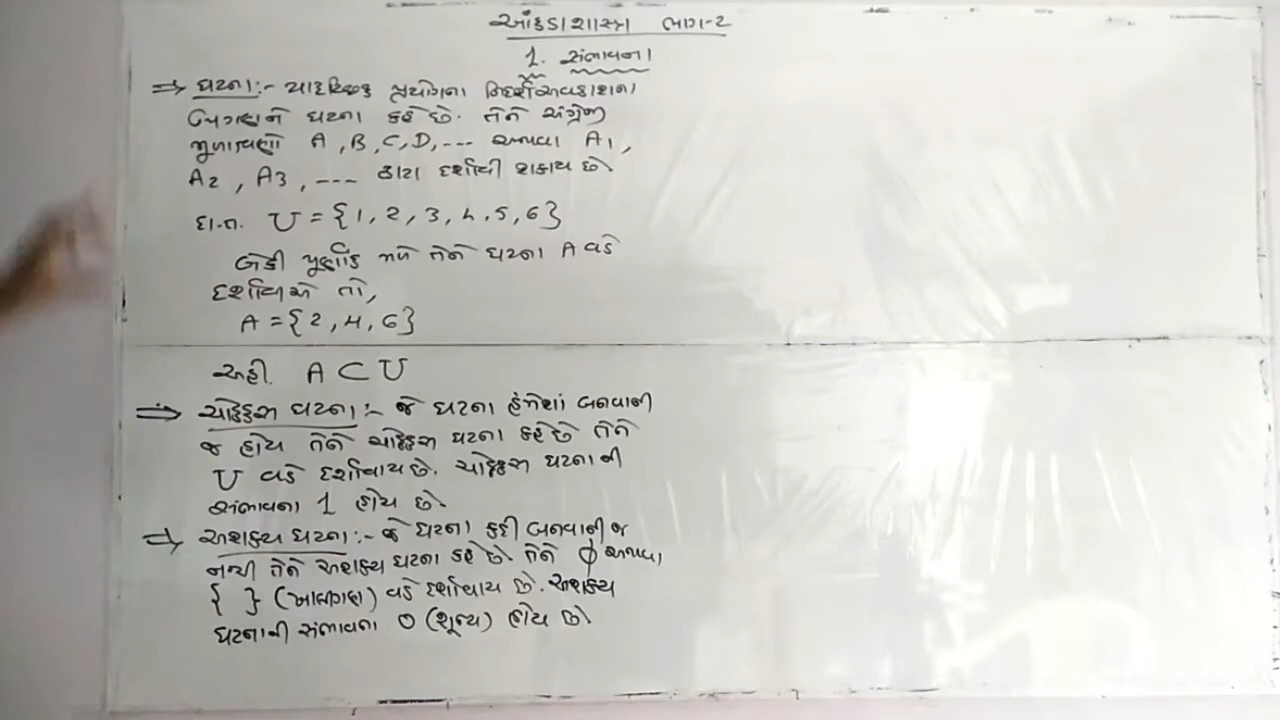 આંકડાશાસ્ત્ર ભાગ-૨
1. સંભાવના
⇒ ઘટના :- યાદચ્છિક પ્રયોગના નિદર્શઅવકાશના
ઉપગણને ઘટના કહે છે. તેને અંગ્રેજી
મુળાક્ષરો A , B , C, D, --- અથવા A1 ,
A2 , A3 , --- દ્વારા દર્શાવી શકાય છે.
દા.ત. U = {1, 2, 3, 4, 5, 6}
બેકી પૂર્ણાંક મળે તેને ઘટના A વડે
દર્શાવીએ તો,
A = {2, 4, 6}
અહી. A ⊂ U
⇒ ચોક્કસ ઘટના :- જે ઘટના હંમેશાં બનવાની
જ હોય તેને ચોક્કસ ઘટના કહે છે તેને
U વડે દર્શાવાય છે. ચોક્કસ ઘટનાની
સંભાવના 1 હોય છે.
⇒ અશક્ય ઘટના :- જે ઘટના કદી બનવાની જ
નથી તેને અશક્ય ઘટના કહે છે. તેને ϕ અથવા
{ } (ખાલીગણ) વડે દર્શાવાય છે. અશક્ય
ઘટનાની સંભાવના 0 (શૂન્ય) હોય છે.